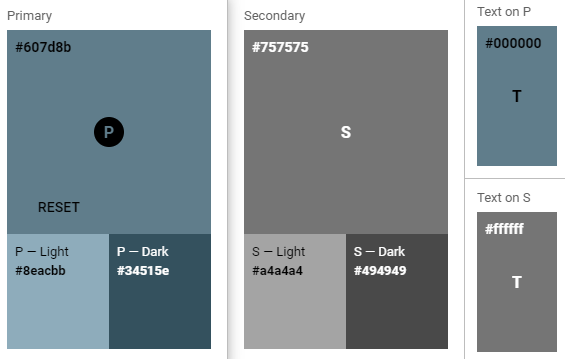 Primary
#607d8b
P
RESET
P — Light
#8eacbb
P — Dark
#34515e
Secondary
#757575
S
S — Light
#a4a4a4
S — Dark
#494949
Text on P
#000000
T
Text on S
#ffffff
T